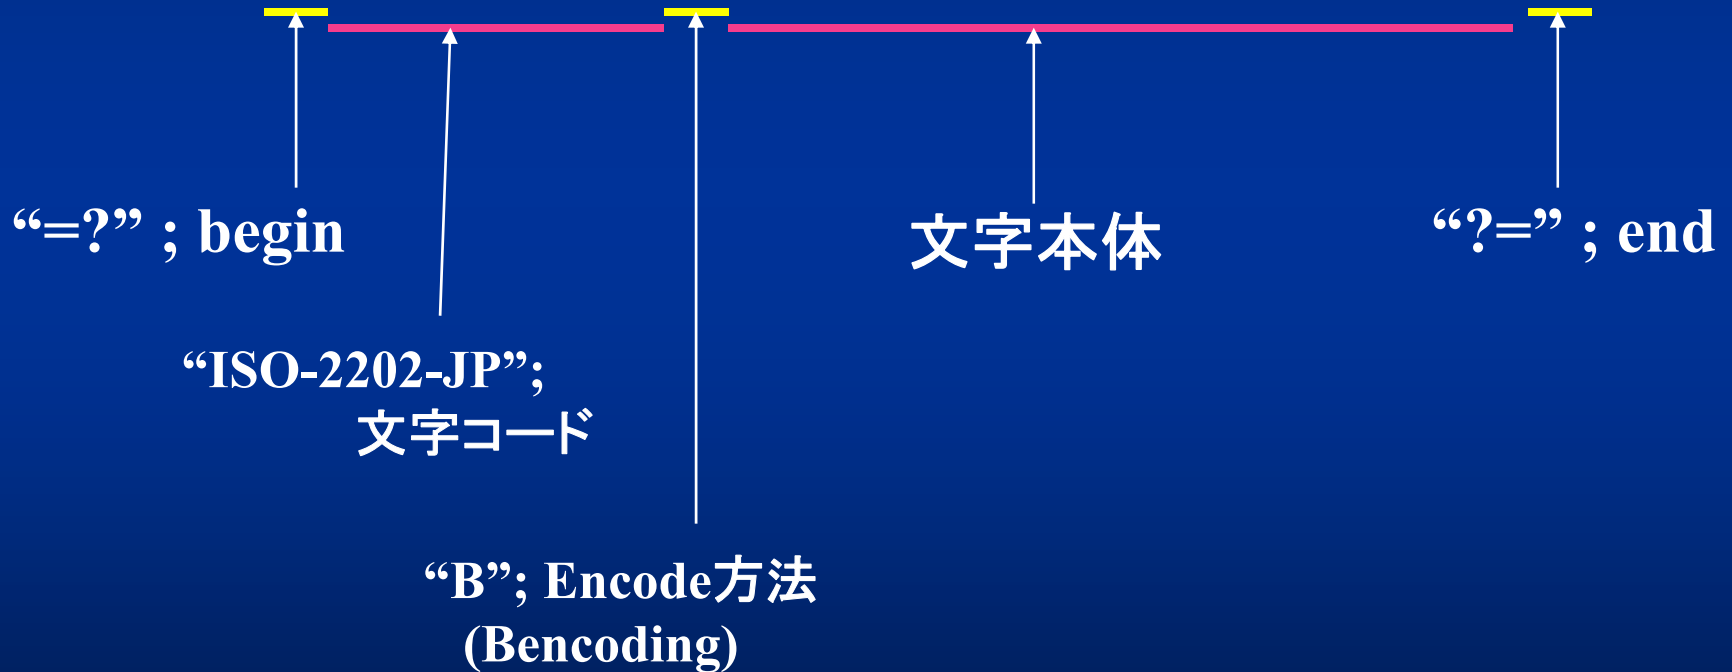 “=?” ; begin
文字本体
“?=” ; end
“ISO-2202-JP”;
文字コード
“B”; Encode方法
(Bencoding)